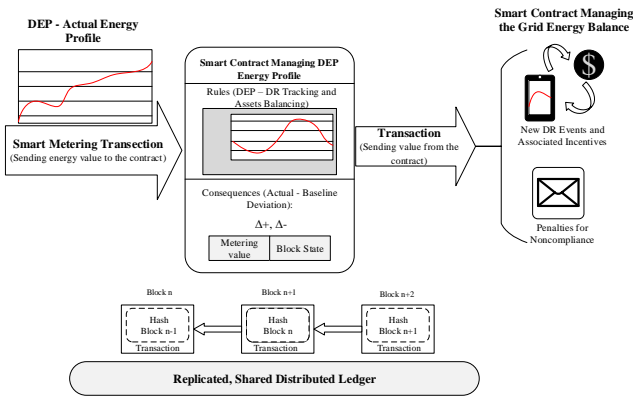 DEP - Actual Energy
Profile
Smart Metering Transection
(Sending energy value to the contract)
Smart Contract Managing DEP
Energy Profile
Rules (DEP – DR Tracking and
Assets Balancing)
Consequences (Actual - Baseline
Deviation):
Δ+, Δ-
Metering
value
Block State
Transaction
(Sending value from the
contract)
Smart Contract Managing
the Grid Energy Balance
$
New DR Events and
Associated Incentives
Penalties for
Noncompliance
Block n
Block n+1
Block n+2
Hash
Block n-1
Transaction
Hash
Block n
Transaction
Hash
Block n+1
Transaction
Replicated, Shared Distributed Ledger